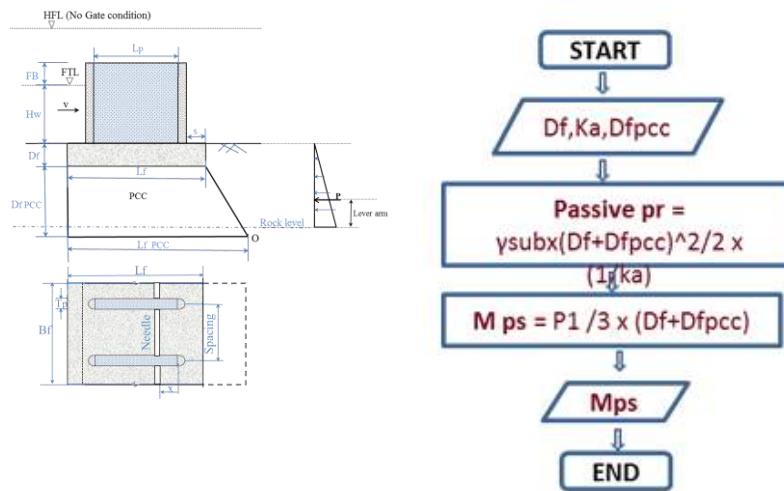 HFL (No Gate condition)
Lp
FTL
FB
v
Hw
s
Df
Lf
Df PCC
PCC
P
Lever arm
Rock level
O
Lf PCC
Lf
Tp
Bf
Needle
Spacing
x
START
Df,Ka,Dfpcc
Passive pr =
γsubx(Df+Dfpcc)^2/2 x
(1/ka)
M ps = P1 /3 x (Df+Dfpcc)
Mps
END